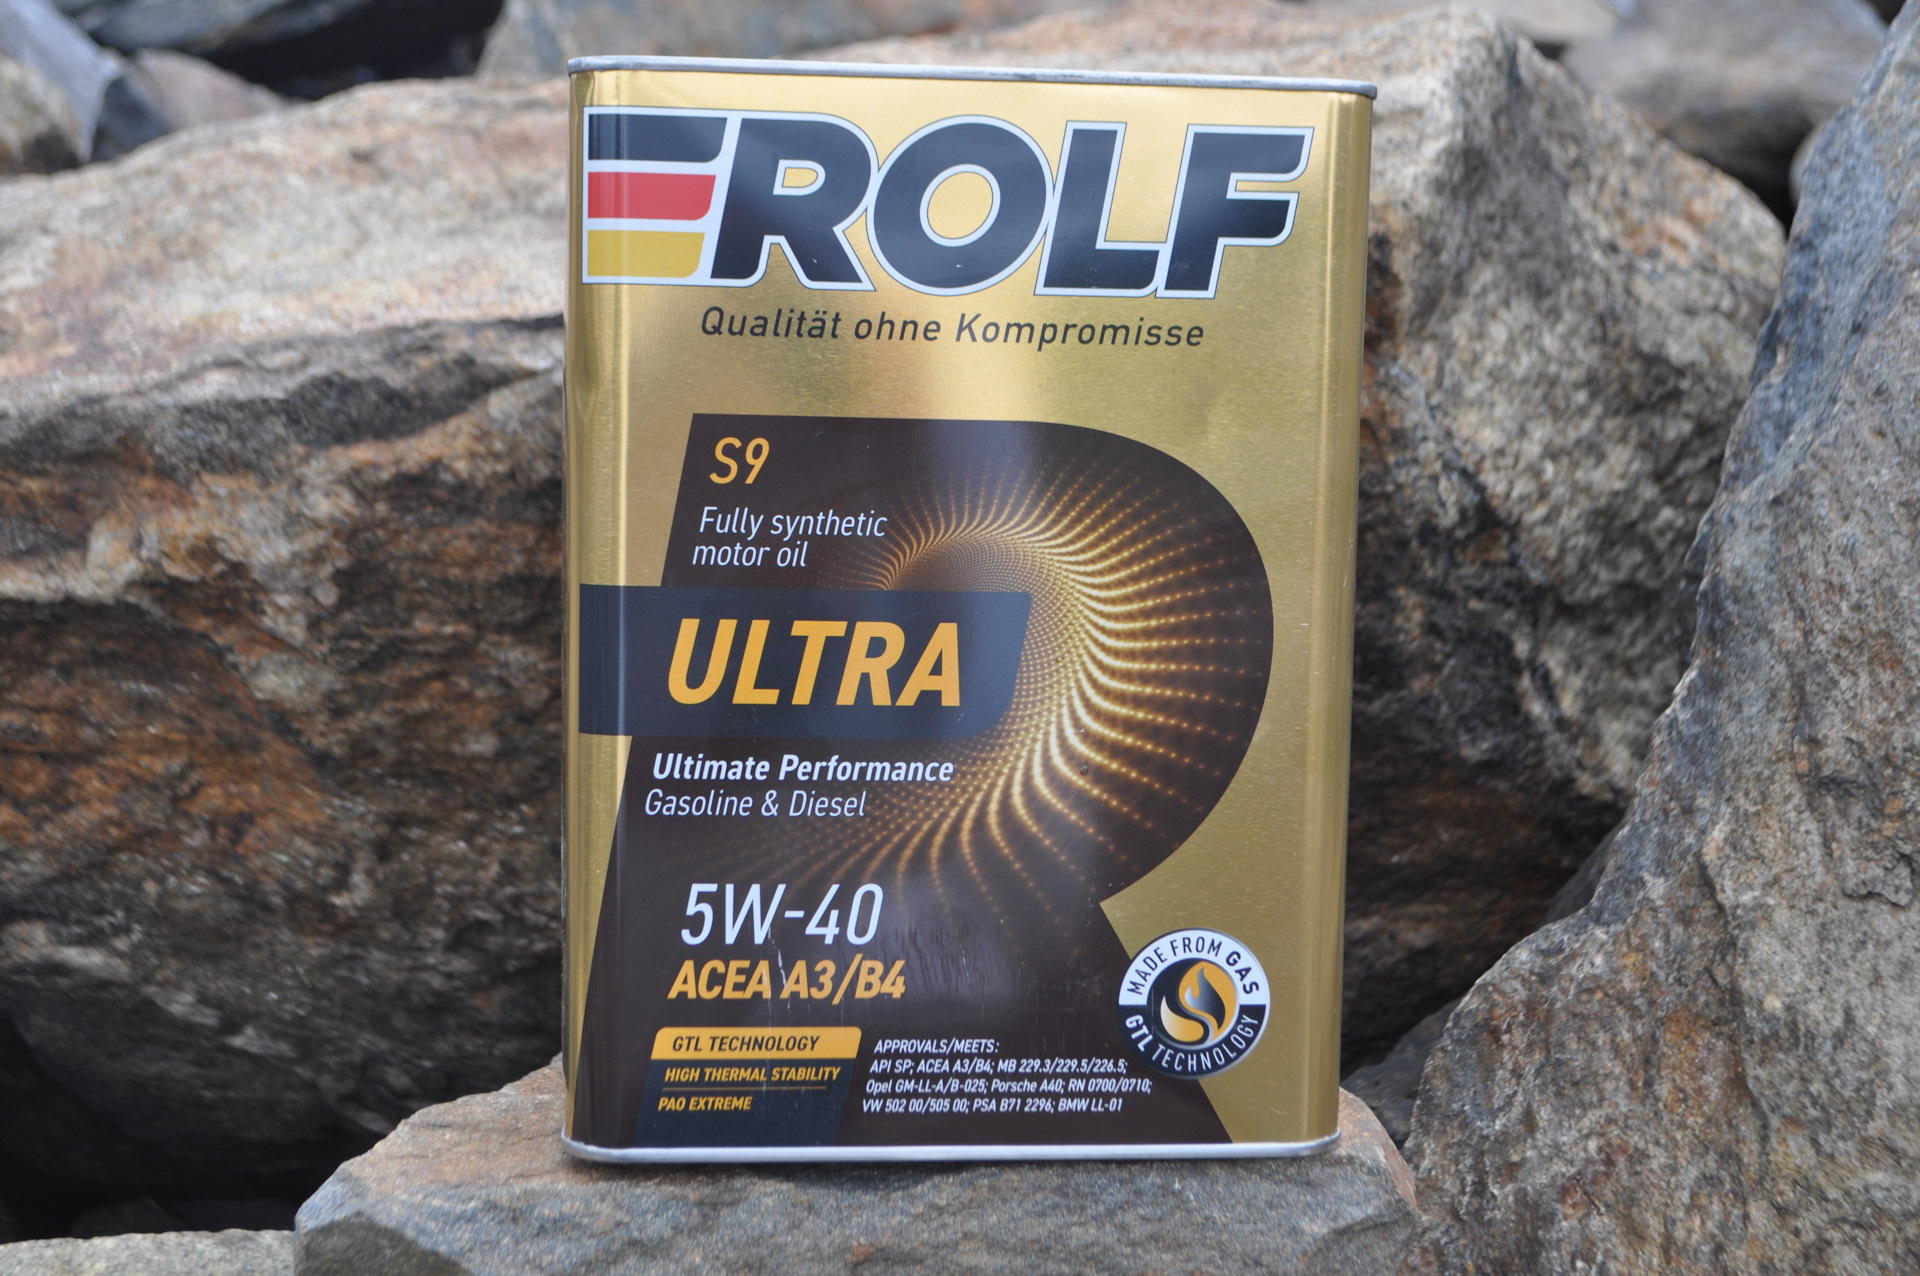 ROLF
Qualität ohne Kompromisse
S9
Fully synthetic
motor oil
ULTRA
Ultimate Performance
Gasoline & Diesel
5W-40
ACEA A3/B4
GTL TECHNOLOGY
HIGH THERMAL STABILITY
PAO EXTREME
APPROVALS/MEETS:
API SP; ACEA A3/B4; MB 229.3/229.5/226.5;
Opel GM-LL-A/B-025; Porsche A40; RN 0700/0710;
VW 502 00/505 00; PSA B71 2296; BMW LL-01
MADE FROM GAS
GTL TECHNOLOGY